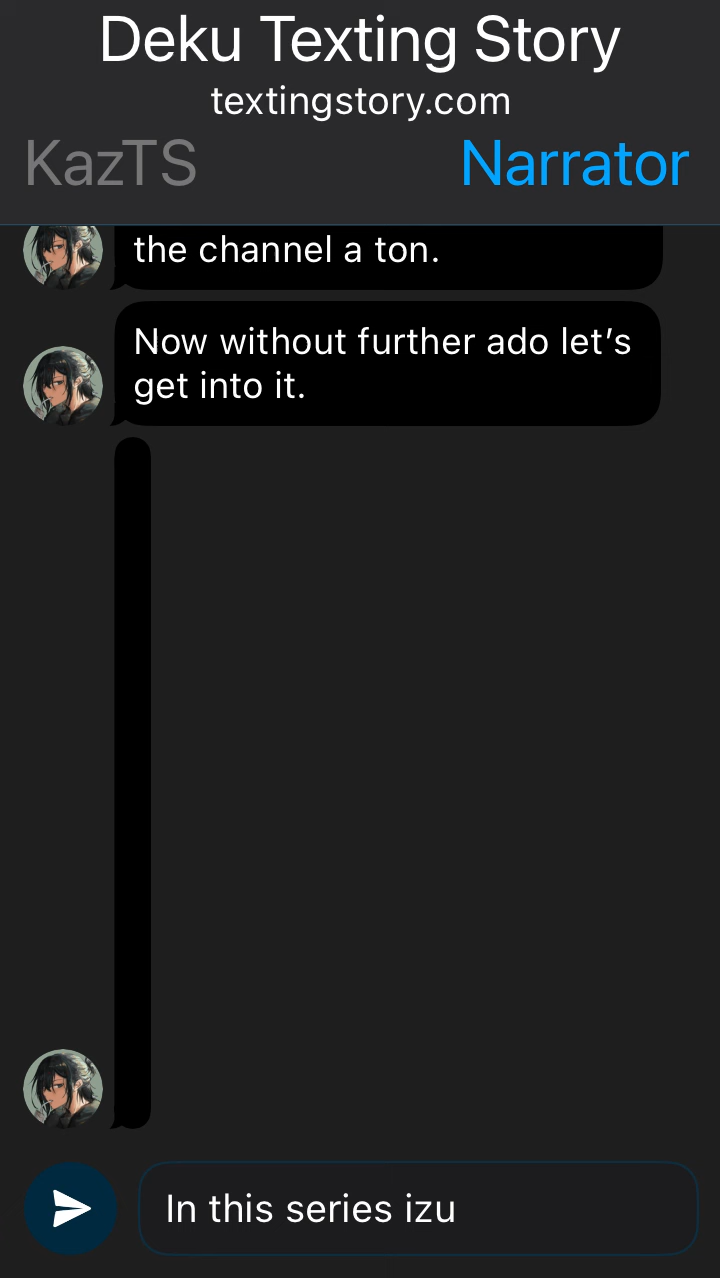 Deku Texting Story
textingstory.com
KazTS
Narrator
the channel a ton.
Now without further ado let’s
get into it.
In this series izu